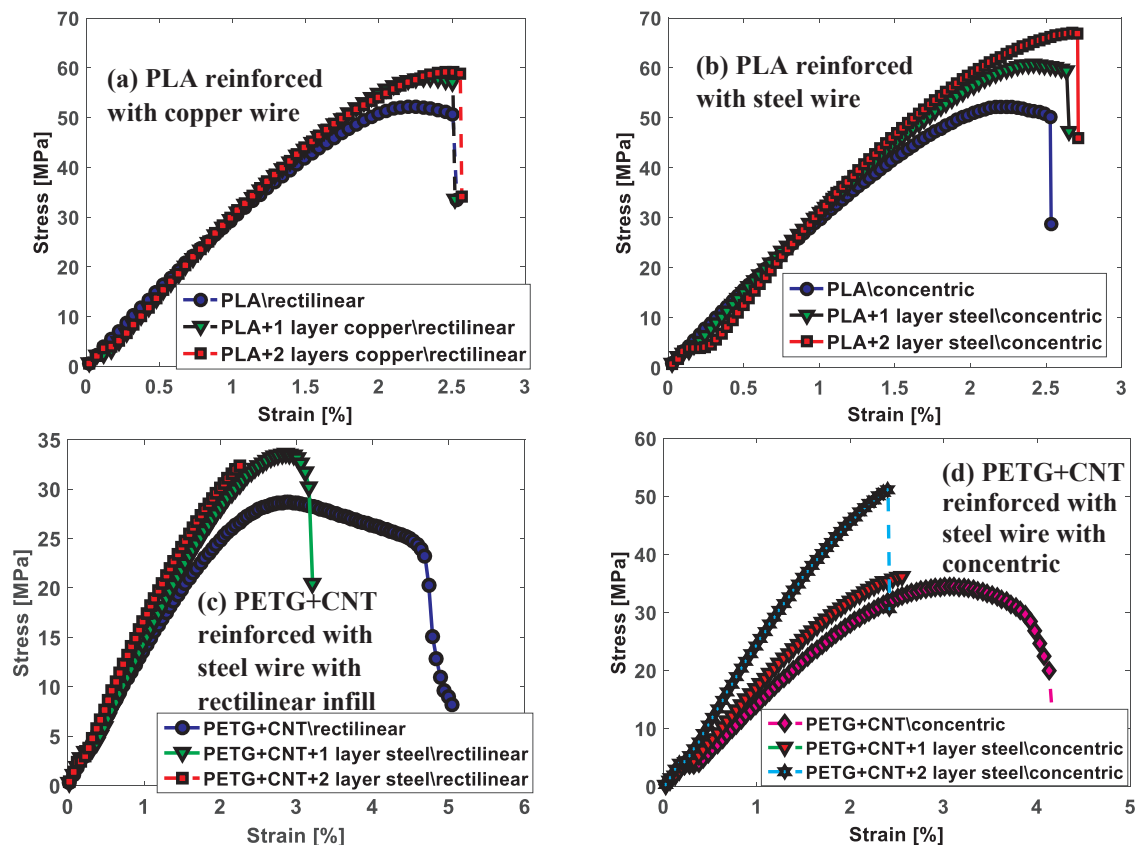 70
60
50
40
30
20
10
0
Stress [MPa]
(a) PLA reinforced
with copper wire
PLA\rectilinear
PLA+1 layer copper\rectilinear
PLA+2 layers copper\rectilinear
0 0.5 1 1.5 2 2.5 3
Strain [%]
70
60
50
40
30
20
10
0
Stress [MPa]
(b) PLA reinforced
with steel wire
PLA\concentric
PLA+1 layer steel\concentric
PLA+2 layer steel\concentric
0 0.5 1 1.5 2 2.5 3
Strain [%]
35
30
25
20
15
10
5
0
Stress [MPa]
(c) PETG+CNT
reinforced with
steel wire with
rectilinear infill
PETG+CNT\rectilinear
PETG+CNT+1 layer steel\rectilinear
PETG+CNT+2 layer steel\rectilinear
0 1 2 3 4 5 6
Strain [%]
60
50
40
30
20
10
0
Stress [MPa]
(d) PETG+CNT
reinforced with
steel wire with
concentric
PETG+CNT\concentric
PETG+CNT+1 layer steel\concentric
PETG+CNT+2 layer steel\concentric
0 1 2 3 4 5
Strain [%]